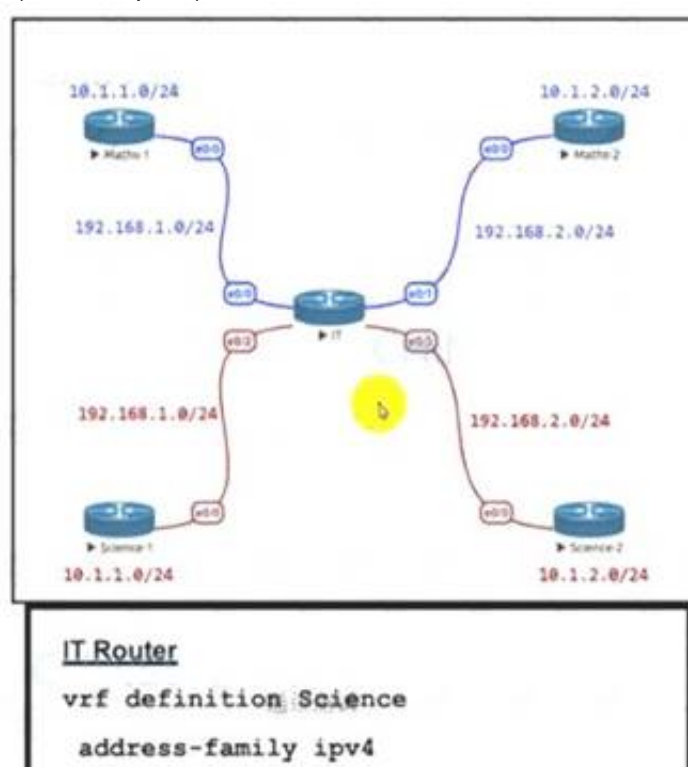 10.1.1.0/24
10.1.2.0/24
e0/0
e0/0
Maths-1
Maths-2
192.168.1.0/24
192.168.2.0/24
e0/0
e0/1
IT
e0/2
e0/3
192.168.1.0/24
192.168.2.0/24
e0/0
e0/0
Science-1
Science-2
10.1.1.0/24
10.1.2.0/24
IT Router
vrf definition Science
address-family ipv4